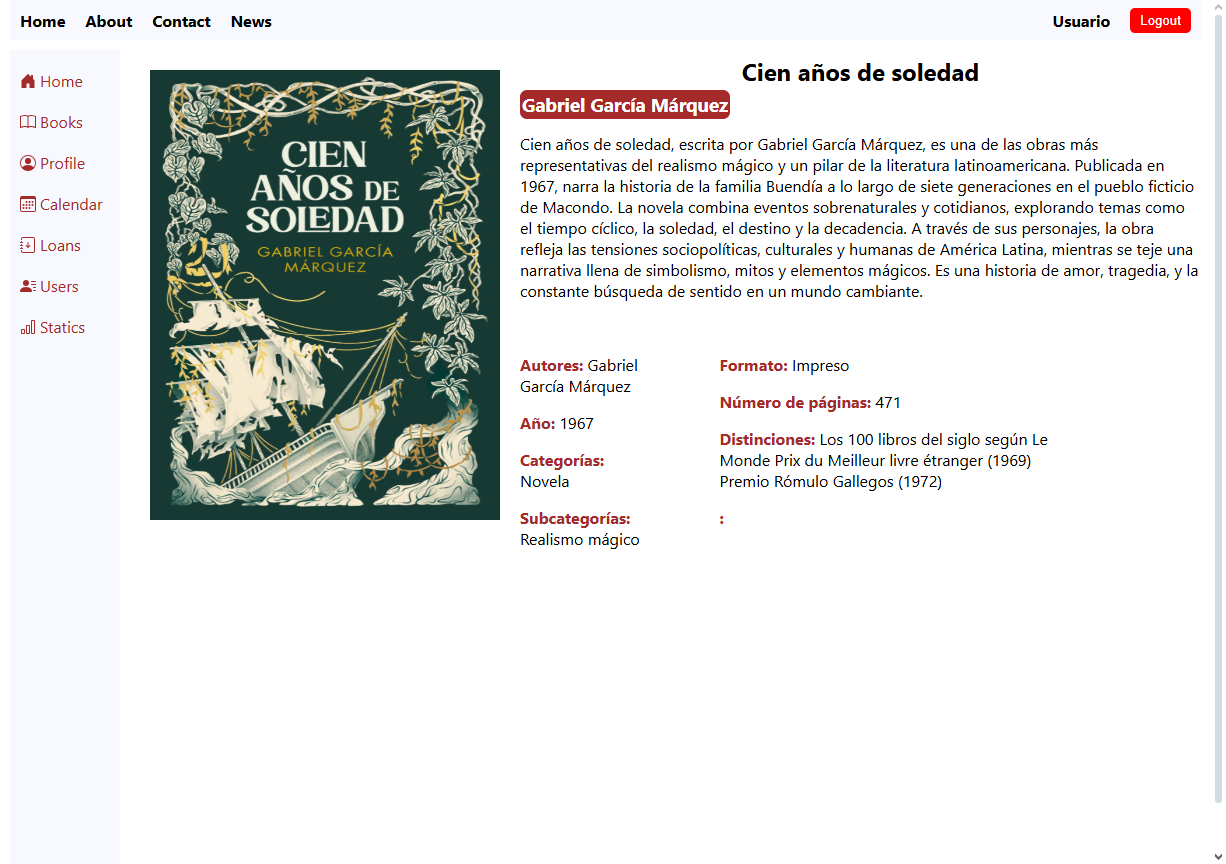 Home About Contact News Usuario Logout
Home
Books
Profile
Calendar
Loans
Users
Statics
CIEN
AÑOS DE
SOLEDAD
GABRIEL GARCÍA
MÁRQUEZ
Cien años de soledad
Gabriel García Márquez
Cien años de soledad, escrita por Gabriel García Márquez, es una de las obras más
representativas del realismo mágico y un pilar de la literatura latinoamericana. Publicada en
1967, narra la historia de la familia Buendía a lo largo de siete generaciones en el pueblo ficticio
de Macondo. La novela combina eventos sobrenaturales y cotidianos, explorando temas como
el tiempo cíclico, la soledad, el destino y la decadencia. A través de sus personajes, la obra
refleja las tensiones sociopolíticas, culturales y humanas de América Latina, mientras se teje una
narrativa llena de simbolismo, mitos y elementos mágicos. Es una historia de amor, tragedia, y la
constante búsqueda de sentido en un mundo cambiante.
Autores: Gabriel
García Márquez
Año: 1967
Categorías:
Novela
Subcategorías:
Realismo mágico
Formato: Impreso
Número de páginas: 471
Distinciones: Los 100 libros del siglo según Le
Monde Prix du Meilleur livre étranger (1969)
Premio Rómulo Gallegos (1972)
: